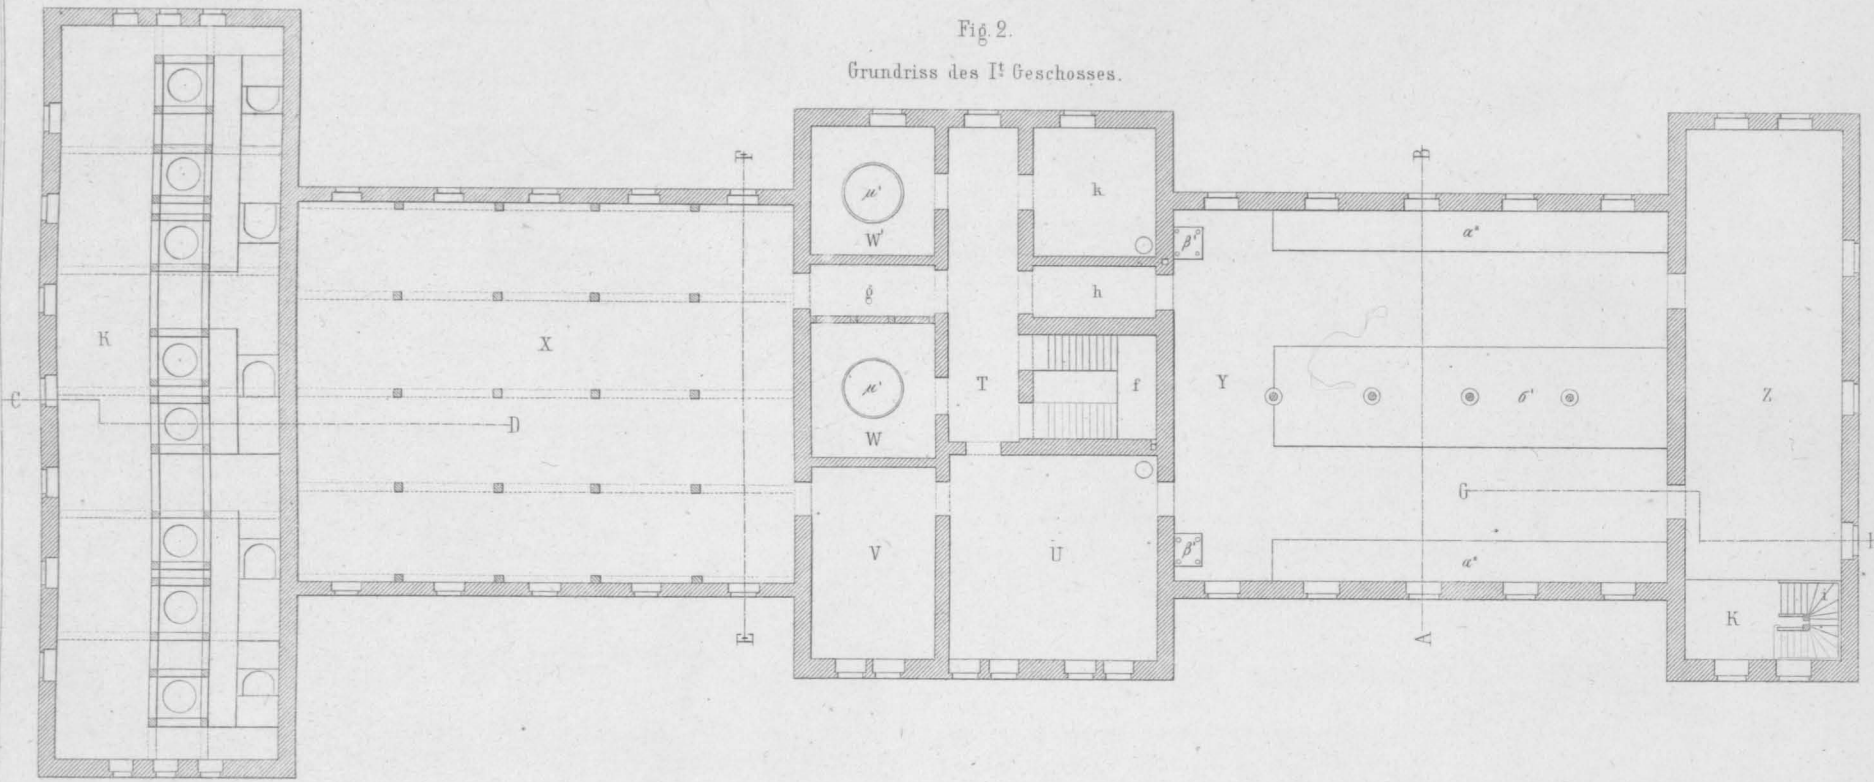 Fig. 2.
Grundriss des It Geschosses.
F
B
μ'
W'
k
β'
α"
g
h
K
X
T
f
Y
σ'
Z
C
D
μ'
W
G
V
U
β'
α"
E
A
K
i